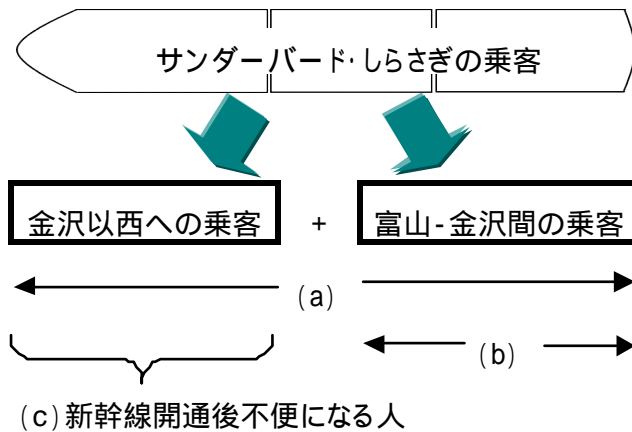 サンダーバード・しらさぎの乗客
金沢以西への乗客 + 富山-金沢間の乗客
(a)
(b)
(c)新幹線開通後不便になる人